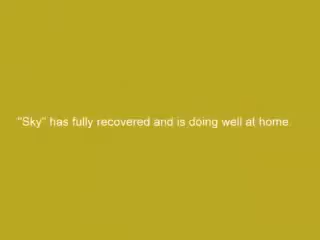 "Sky" has fully recovered and is doing well at home.